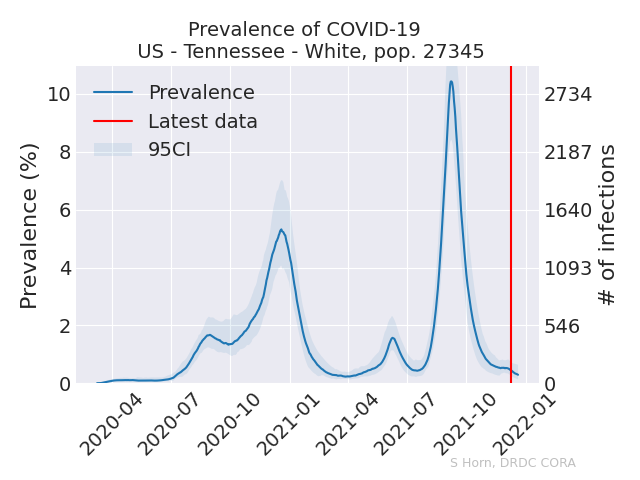 Prevalence of COVID-19
US - Tennessee - White, pop. 27345
Prevalence
Latest data
95CI
Prevalence (%)
10
8
6
4
2
0
2734
2187
1640
1093
546
0
# of infections
2020-04
2020-07
2020-10
2021-01
2021-04
2021-07
2021-10
2022-01
S Horn, DRDC CORA